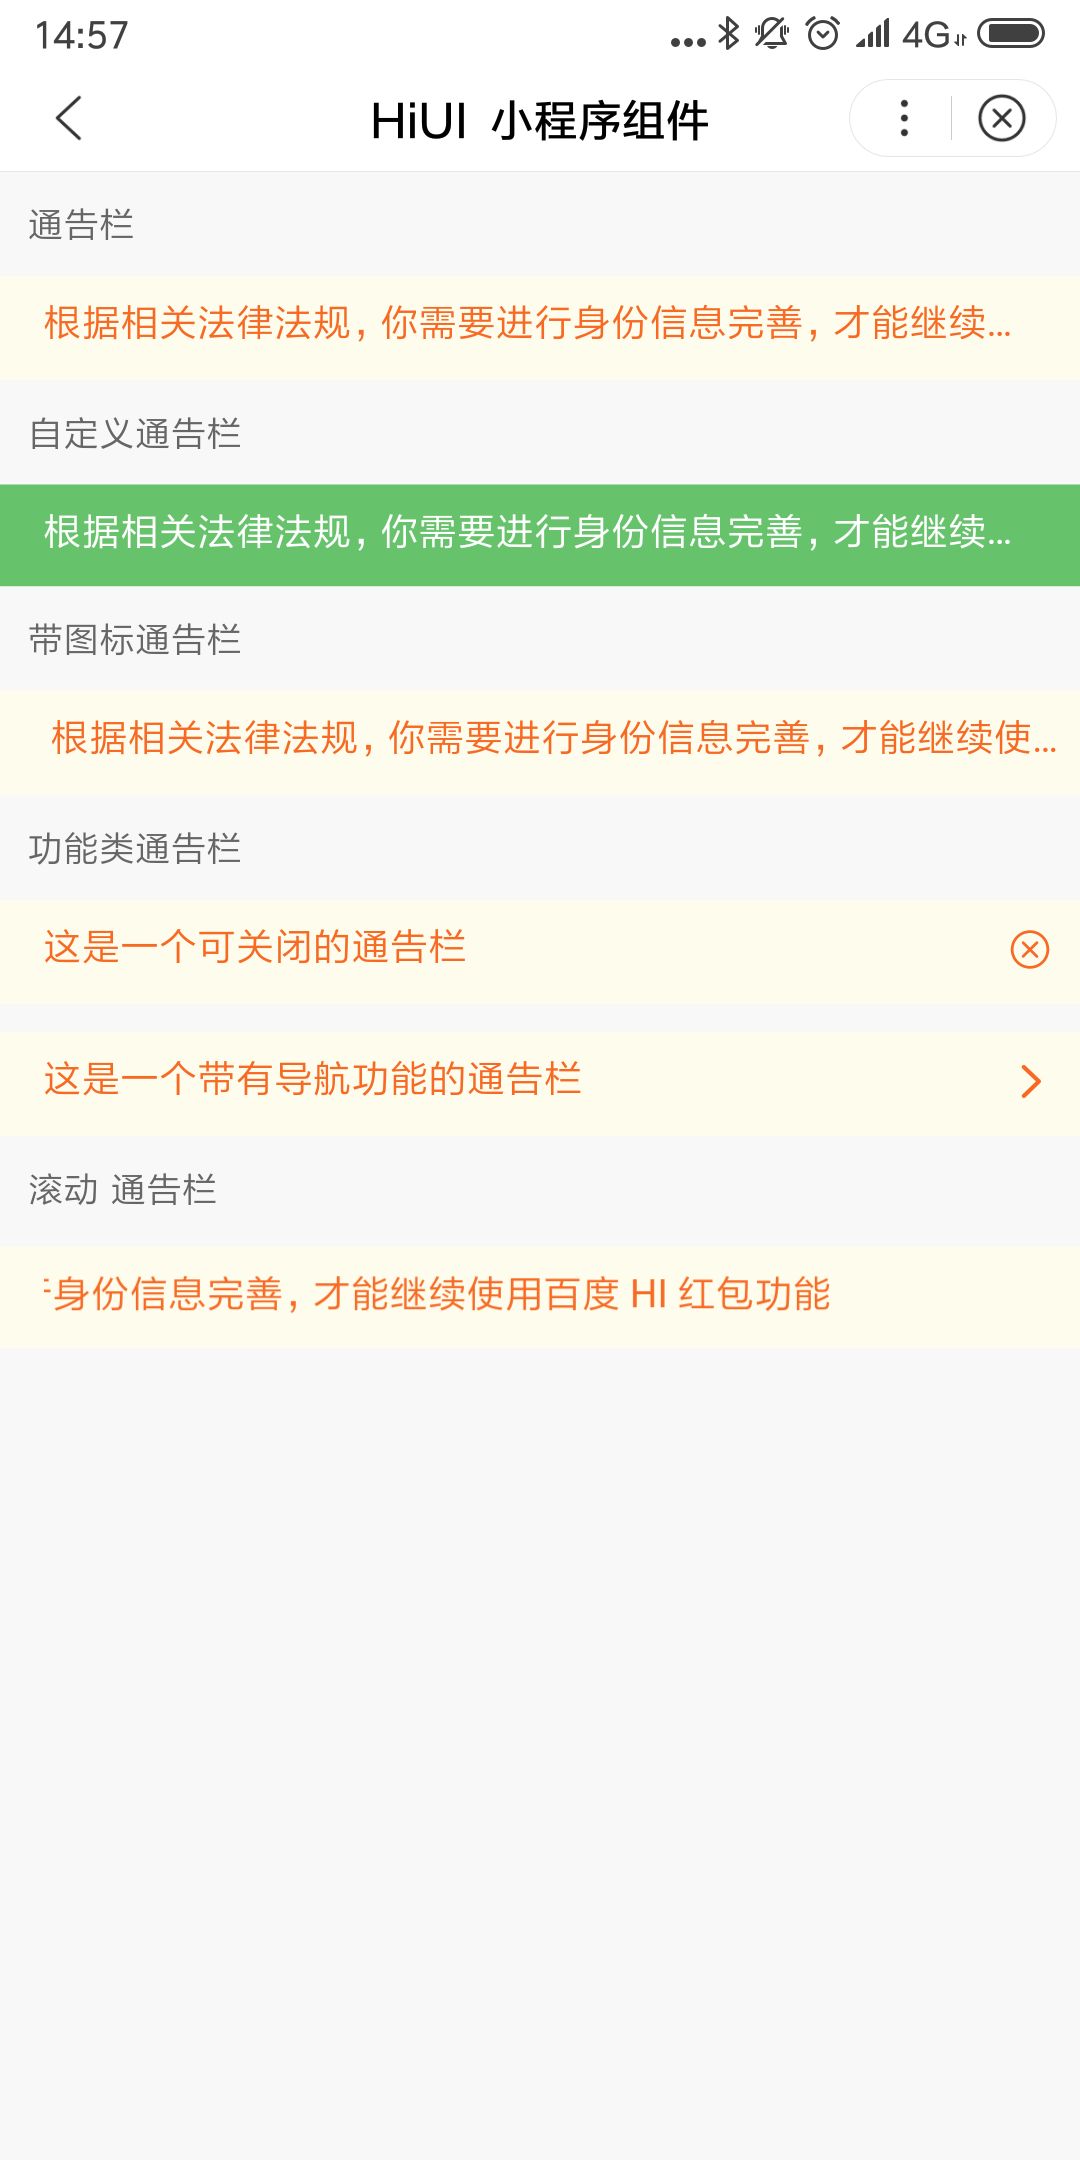 14:57
4G
HiUI 小程序组件
通告栏
根据相关法律法规，你需要进行身份信息完善，才能继续...
自定义通告栏
根据相关法律法规，你需要进行身份信息完善，才能继续...
带图标通告栏
根据相关法律法规，你需要进行身份信息完善，才能继续使...
功能类通告栏
这是一个可关闭的通告栏
这是一个带有导航功能的通告栏
滚动 通告栏
身份信息完善，才能继续使用百度 HI 红包功能